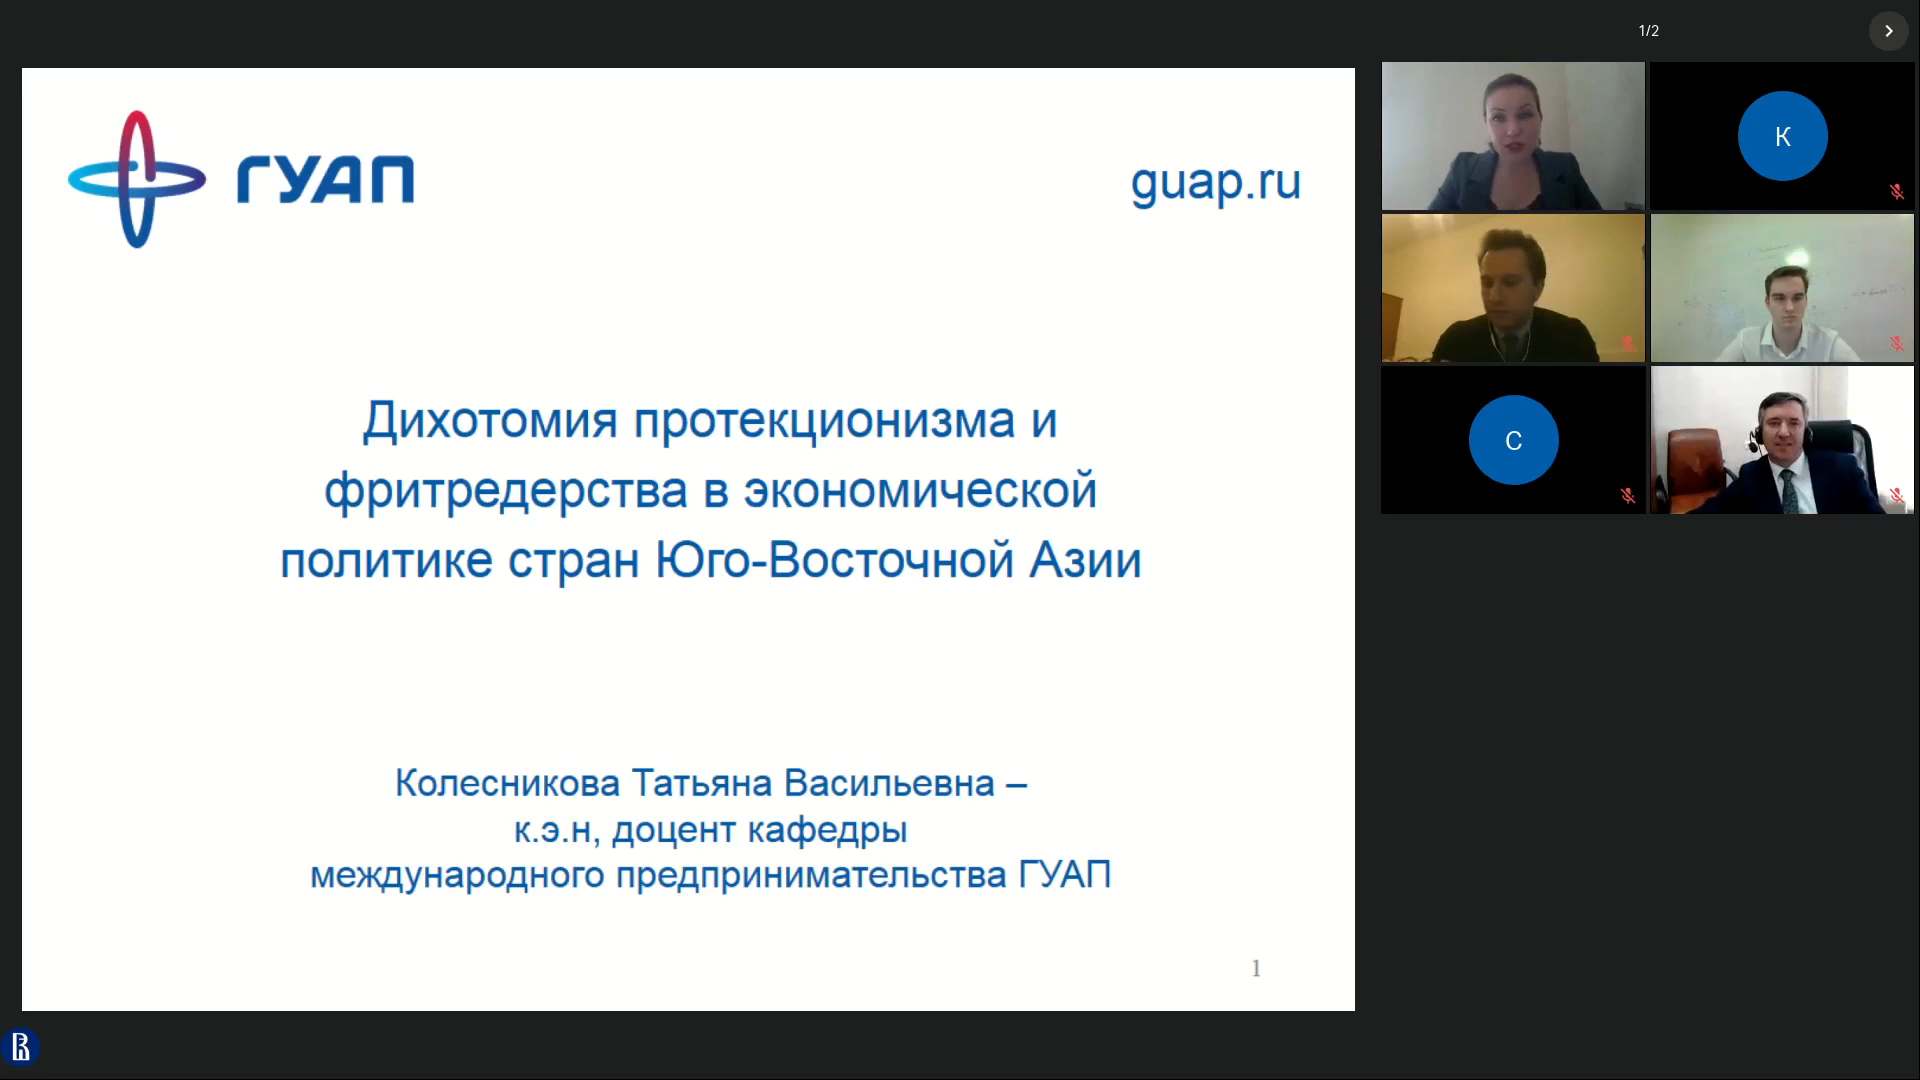 1/2
ГУАП
guap.ru
К
Дихотомия протекционизма и
фритредерства в экономической
политике стран Юго-Восточной Азии
С
Колесникова Татьяна Васильевна –
к.э.н, доцент кафедры
международного предпринимательства ГУАП
1